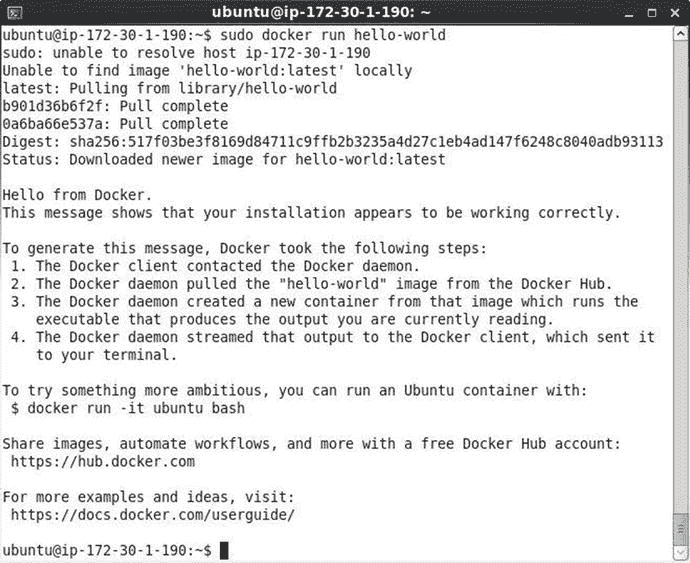 ubuntu@ip-172-30-1-190: ~
ubuntu@ip-172-30-1-190:~$ sudo docker run hello-world
sudo: unable to resolve host ip-172-30-1-190
Unable to find image 'hello-world:latest' locally
latest: Pulling from library/hello-world
b901d36b6f2f: Pull complete
0a6ba66e537a: Pull complete
Digest: sha256:517f03be3f8169d84711c9ffb2b3235a4d27c1eb4ad147f6248c8040adb93113
Status: Downloaded newer image for hello-world:latest
Hello from Docker.
This message shows that your installation appears to be working correctly.
To generate this message, Docker took the following steps:
1. The Docker client contacted the Docker daemon.
2. The Docker daemon pulled the "hello-world" image from the Docker Hub.
3. The Docker daemon created a new container from that image which runs the
executable that produces the output you are currently reading.
4. The Docker daemon streamed that output to the Docker client, which sent it
to your terminal.
To try something more ambitious, you can run an Ubuntu container with:
$ docker run -it ubuntu bash
Share images, automate workflows, and more with a free Docker Hub account:
https://hub.docker.com
For more examples and ideas, visit:
https://docs.docker.com/userguide/
ubuntu@ip-172-30-1-190:~$